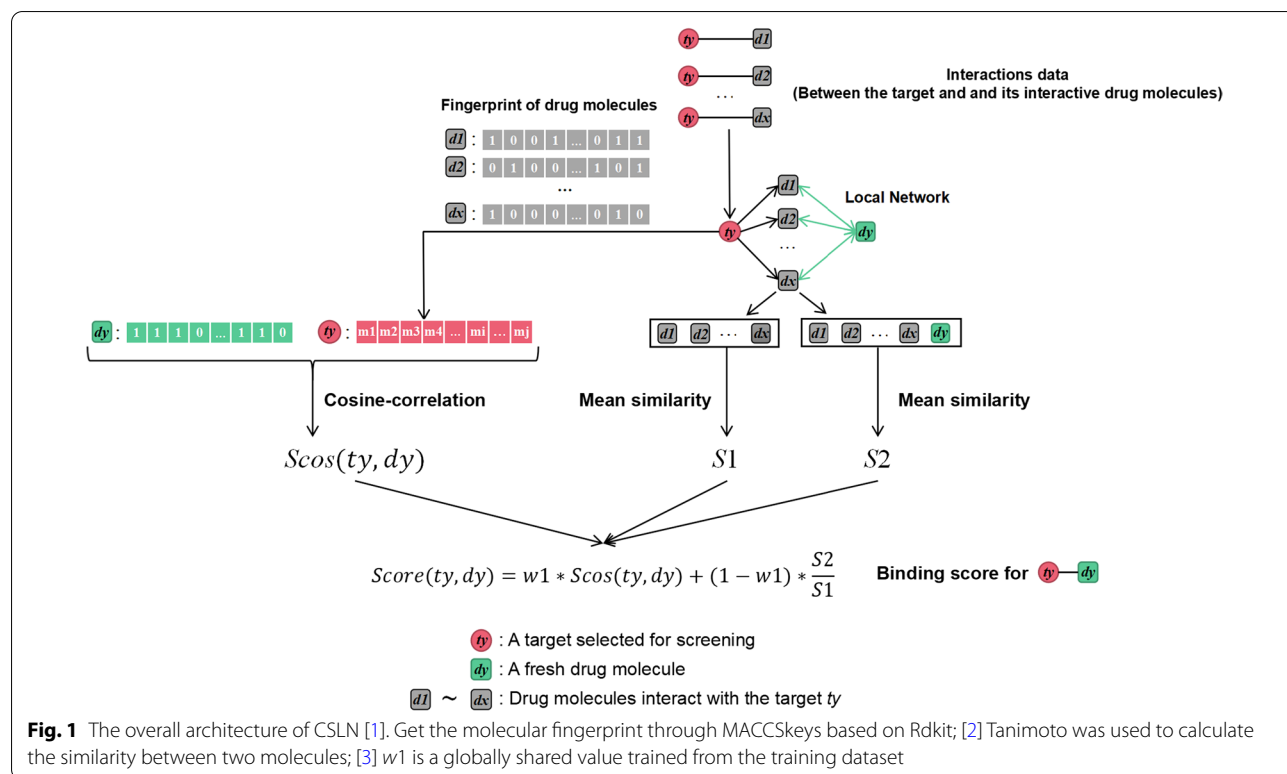 ty d1
ty d2
...
ty dx
Interactions data
(Between the target and and its interactive drug molecules)
Fingerprint of drug molecules
d1 : 1 0 0 1 ... 0 1 1
d2 : 0 1 0 0 ... 1 0 1
...
dx : 1 0 0 0 ... 0 1 0
Local Network
ty d1 d2 ... dx dy
dy : 1 1 1 0 ... 1 1 0
ty : m1 m2 m3 m4 ... mi ... mj
d1 d2 ... dx
d1 d2 ... dx dy
Cosine-correlation
Mean similarity
Mean similarity
Scos(ty, dy)
S1
S2
Score(ty, dy) = w1 * Scos(ty, dy) + (1 − w1) * S2/S1
Binding score for ty dy
ty : A target selected for screening
dy : A fresh drug molecule
d1 ~ dx : Drug molecules interact with the target ty
Fig. 1 The overall architecture of CSLN [1]. Get the molecular fingerprint through MACCSkeys based on Rdkit; [2] Tanimoto was used to calculate
the similarity between two molecules; [3] w1 is a globally shared value trained from the training dataset